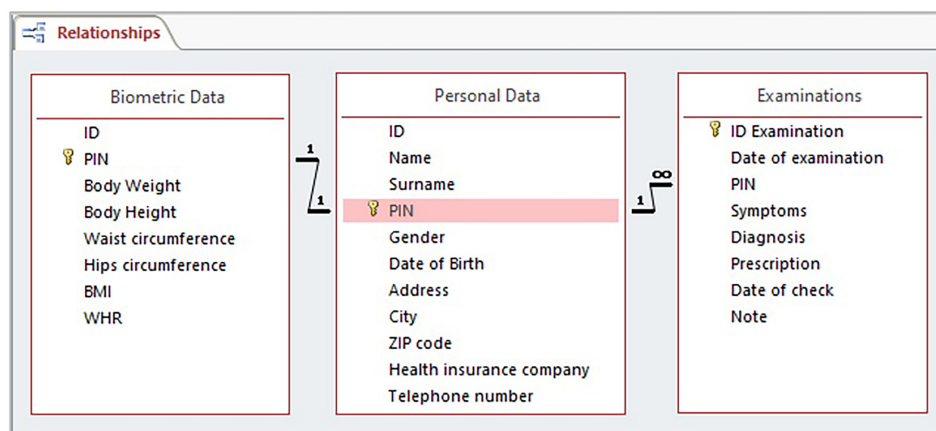 Relationships
Biometric Data
ID
PIN
Body Weight
Body Height
Waist circumference
Hips circumference
BMI
WHR
1
1
Personal Data
ID
Name
Surname
PIN
Gender
Date of Birth
Address
City
ZIP code
Health insurance company
Telephone number
1
∞
Examinations
ID Examination
Date of examination
PIN
Symptoms
Diagnosis
Prescription
Date of check
Note